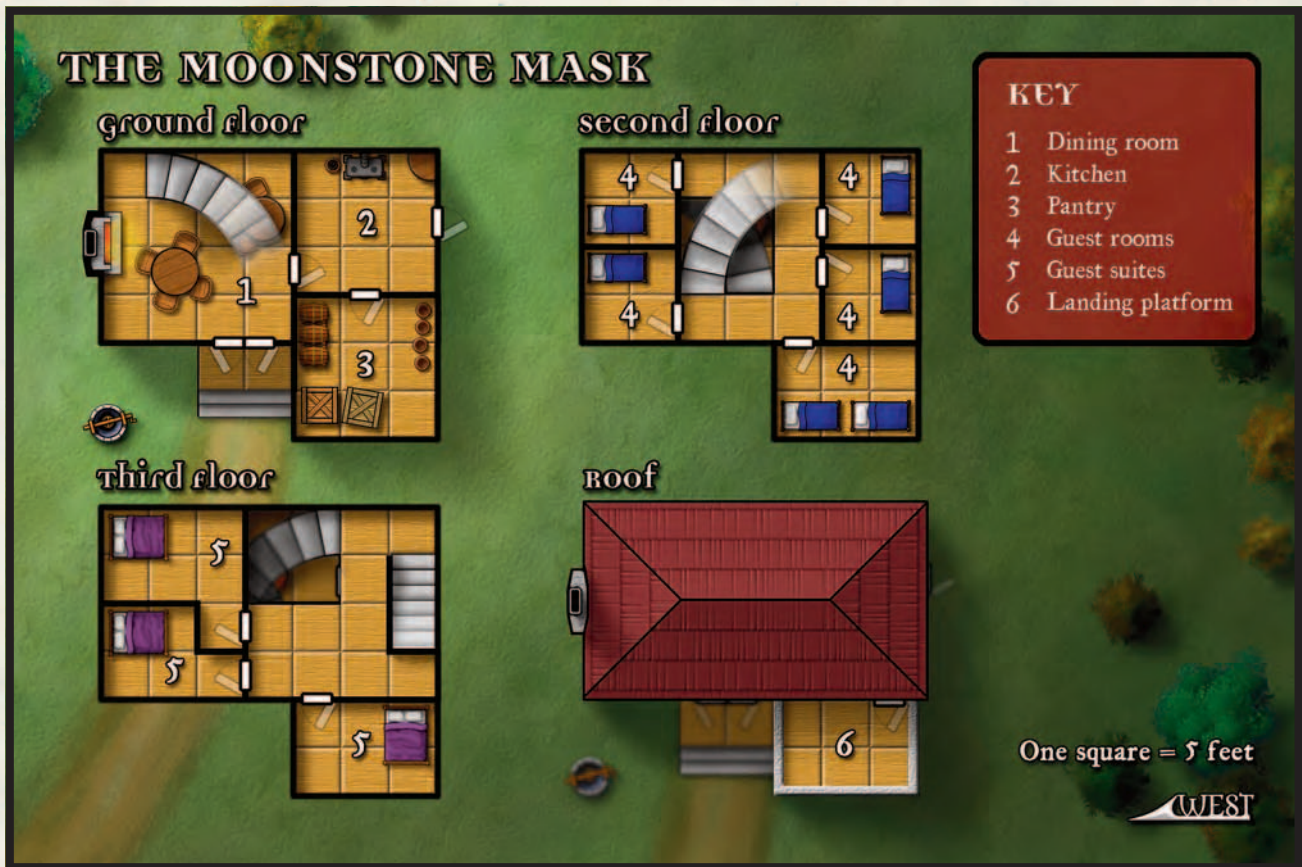 THE MOONSTONE MASK
Ground floor
Second floor
KEY
1 Dining room
2 Kitchen
3 Pantry
4 Guest rooms
5 Guest suites
6 Landing platform
4
4
2
1
4
4
3
4
Third floor
Roof
5
5
5
6
One square = 5 feet
WEST